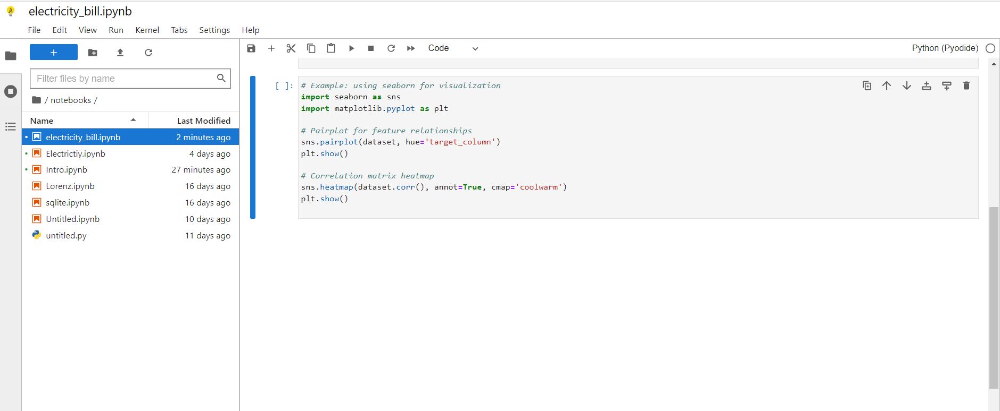 electricity_bill.ipynb
File Edit View Run Kernel Tabs Settings Help
Code
Python (Pyodide)
Filter files by name
/ notebooks /
Name Last Modified
electricity_bill.ipynb 2 minutes ago
Electrictiy.ipynb 4 days ago
Intro.ipynb 27 minutes ago
Lorenz.ipynb 16 days ago
sqlite.ipynb 16 days ago
Untitled.ipynb 10 days ago
untitled.py 11 days ago
[ ]:
# Example: using seaborn for visualization
import seaborn as sns
import matplotlib.pyplot as plt
# Pairplot for feature relationships
sns.pairplot(dataset, hue='target_column')
plt.show()
# Correlation matrix heatmap
sns.heatmap(dataset.corr(), annot=True, cmap='coolwarm')
plt.show()